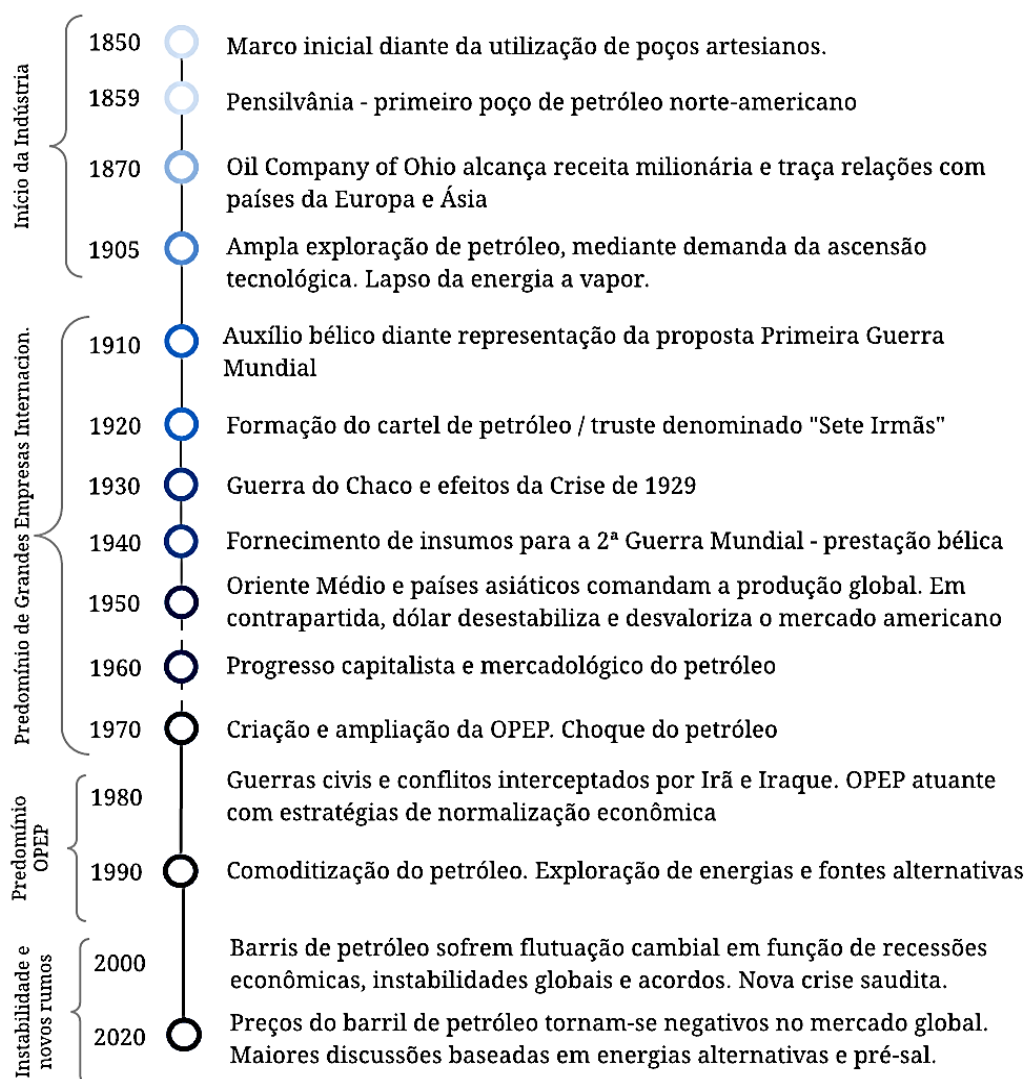 Início da Indústria
1850
Marco inicial diante da utilização de poços artesianos.
1859
Pensilvânia - primeiro poço de petróleo norte-americano
1870
Oil Company of Ohio alcança receita milionária e traça relações com
países da Europa e Ásia
1905
Ampla exploração de petróleo, mediante demanda da ascensão
tecnológica. Lapso da energia a vapor.
Predomínio de Grandes Empresas Internacion.
1910
Auxílio bélico diante representação da proposta Primeira Guerra
Mundial
1920
Formação do cartel de petróleo / truste denominado "Sete Irmãs"
1930
Guerra do Chaco e efeitos da Crise de 1929
1940
Fornecimento de insumos para a 2ª Guerra Mundial - prestação bélica
1950
Oriente Médio e países asiáticos comandam a produção global. Em
contrapartida, dólar desestabiliza e desvaloriza o mercado americano
1960
Progresso capitalista e mercadológico do petróleo
1970
Criação e ampliação da OPEP. Choque do petróleo
Predomínio
OPEP
1980
Guerras civis e conflitos interceptados por Irã e Iraque. OPEP atuante
com estratégias de normalização econômica
1990
Comoditização do petróleo. Exploração de energias e fontes alternativas
Instabilidade e
novos rumos
2000
Barris de petróleo sofrem flutuação cambial em função de recessões
econômicas, instabilidades globais e acordos. Nova crise saudita.
2020
Preços do barril de petróleo tornam-se negativos no mercado global.
Maiores discussões baseadas em energias alternativas e pré-sal.